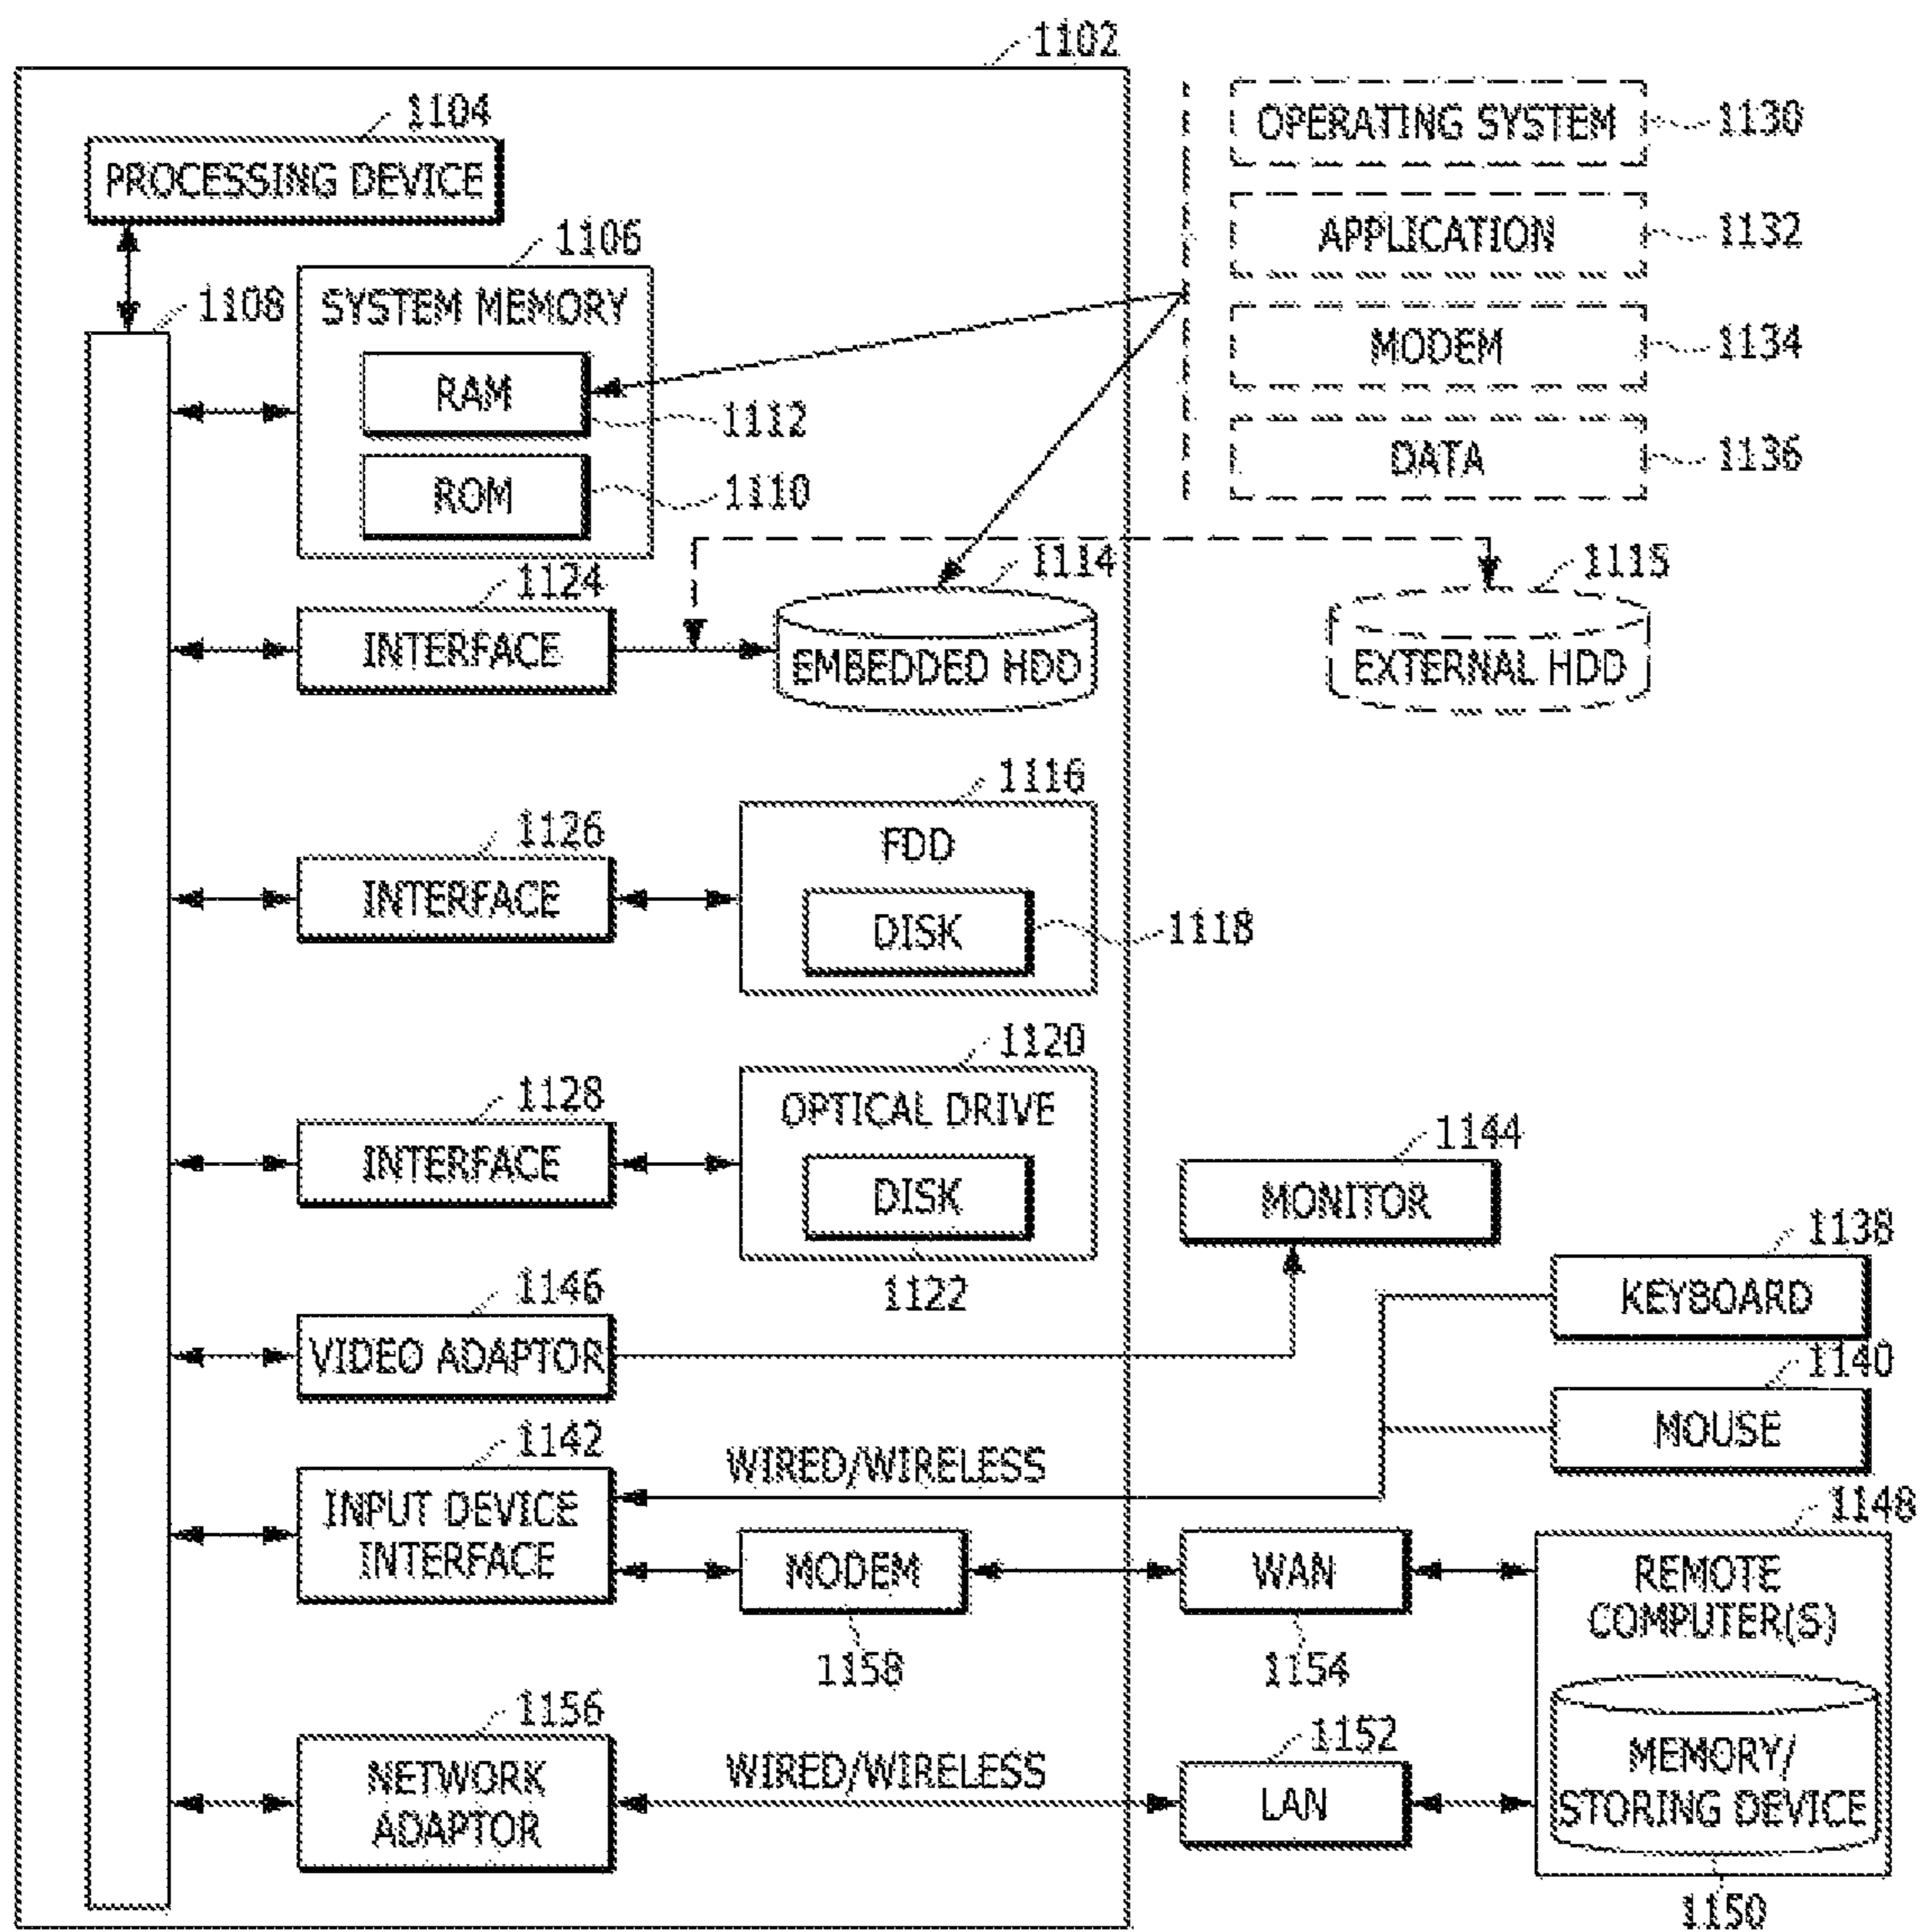 1102
1104
PROCESSING DEVICE
OPERATING SYSTEM
1130
APPLICATION
1132
MODEM
1134
DATA
1136
1106
SYSTEM MEMORY
1108
RAM
1112
ROM
1110
1124
INTERFACE
1114
EMBEDDED HDD
1115
EXTERNAL HDD
1126
INTERFACE
1116
FDD
DISK
1118
1128
INTERFACE
1120
OPTICAL DRIVE
DISK
1122
1144
MONITOR
1138
KEYBOARD
1146
VIDEO ADAPTOR
1140
MOUSE
1142
INPUT DEVICE
INTERFACE
WIRED/WIRELESS
MODEM
1158
WAN
1154
1148
REMOTE
COMPUTER(S)
MEMORY/
STORING DEVICE
1150
1156
NETWORK
ADAPTOR
WIRED/WIRELESS
1152
LAN